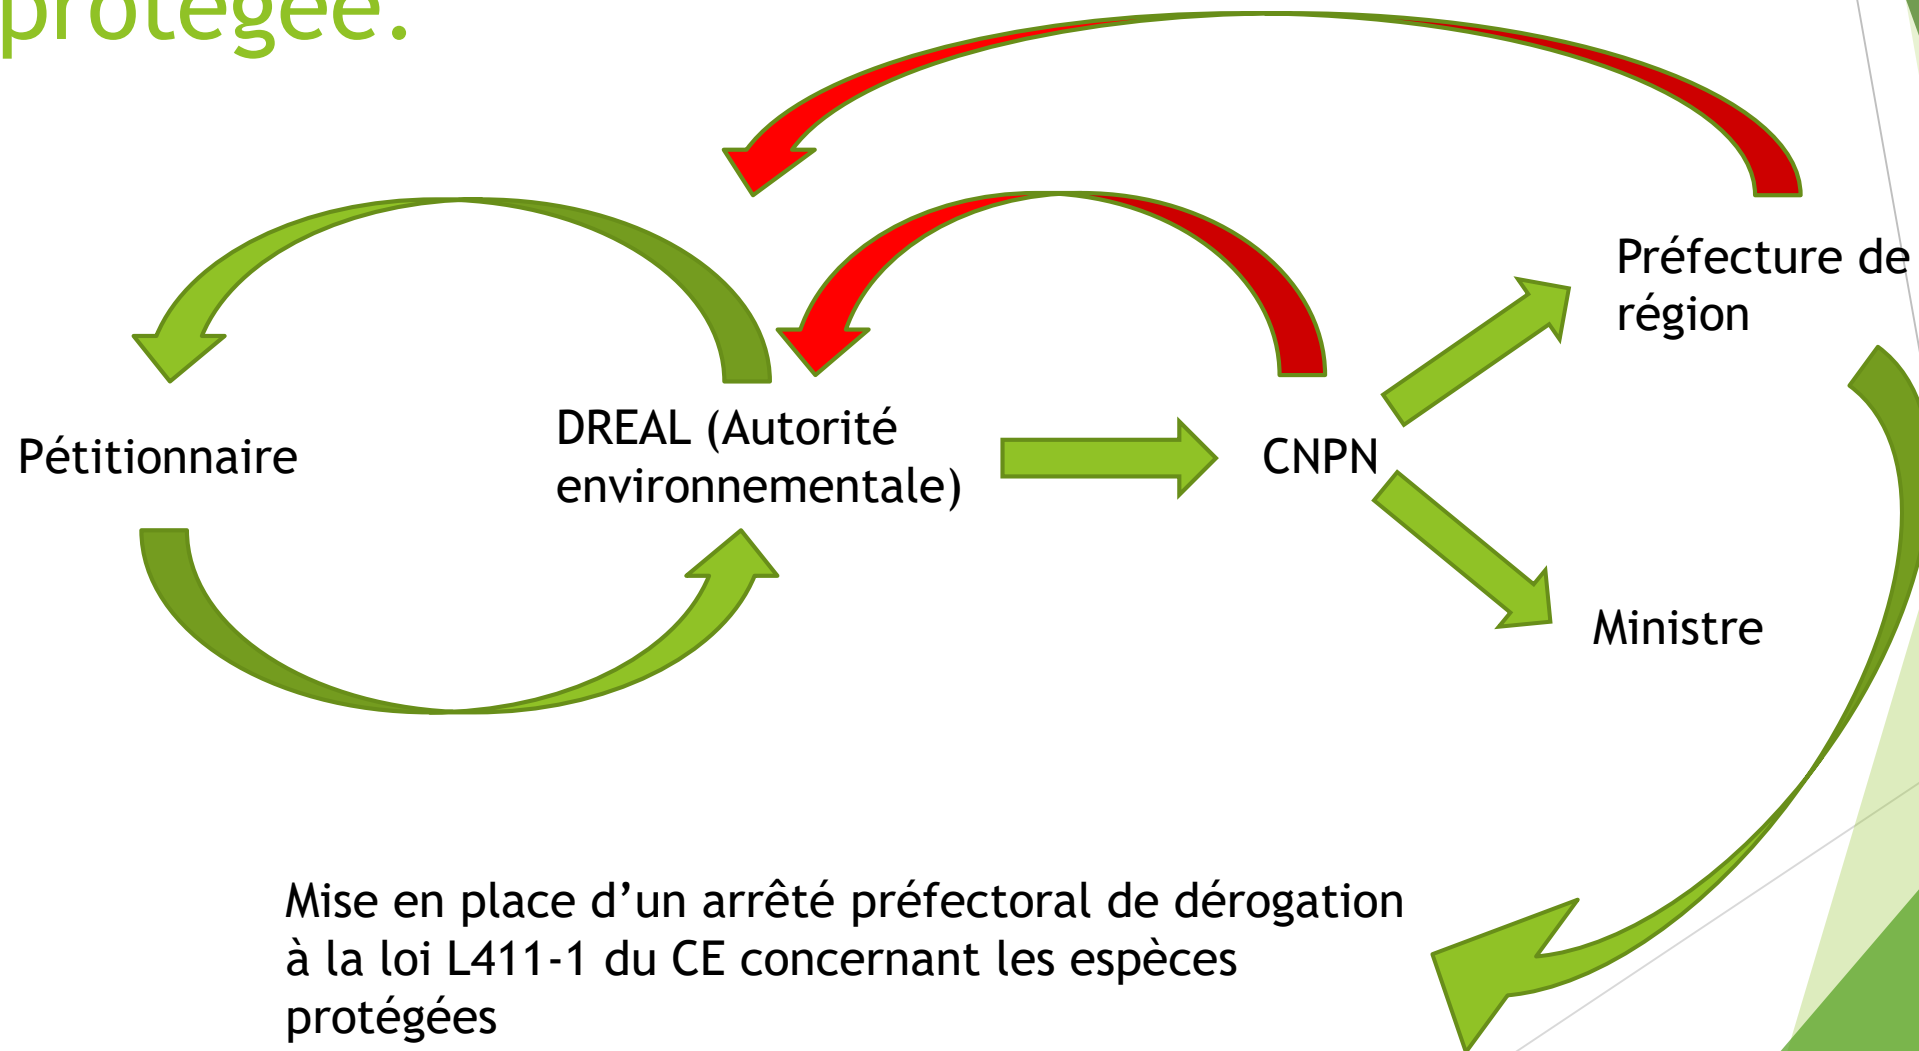 protégée.
Préfecture de
région
Pétitionnaire
DREAL (Autorité
environnementale)
CNPN
Ministre
Mise en place d’un arrêté préfectoral de dérogation
à la loi L411-1 du CE concernant les espèces
protégées